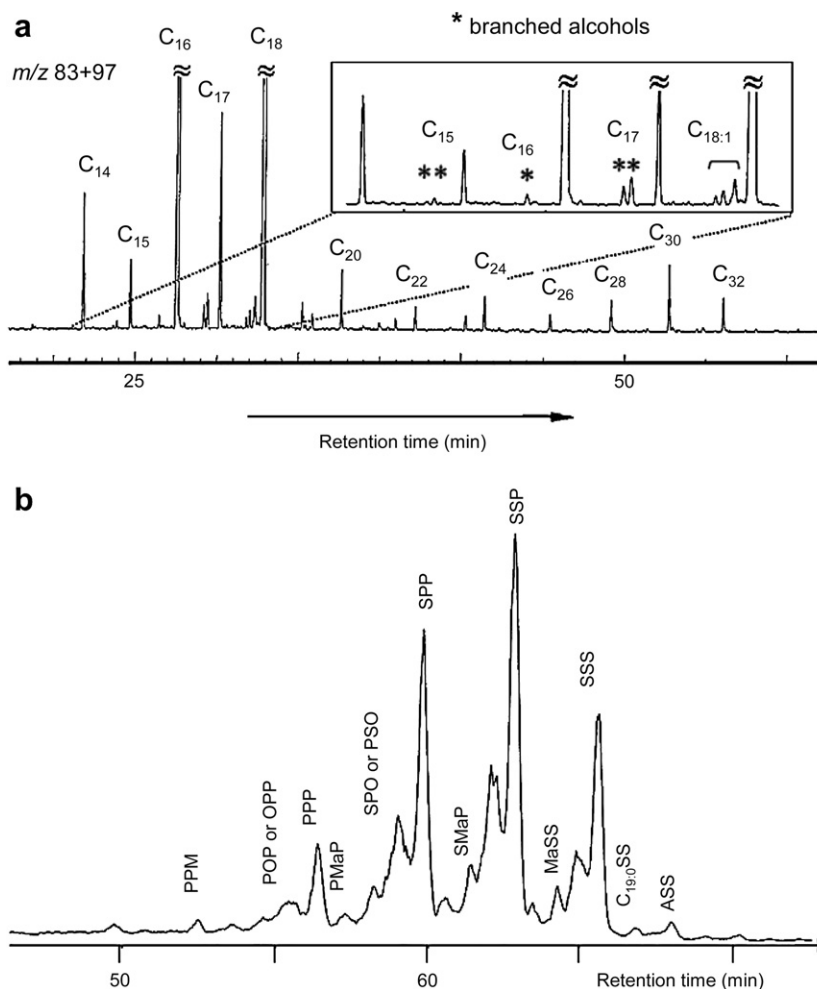 a
* branched alcohols
C16
C18
m/z 83+97
C17
C14
C15
C16
C17
C18:1
**
*
**
C15
C20
C22
C24
C26
C28
C30
C32
25
50
Retention time (min)
b
SSP
SPP
SSS
SPO or PSO
POP or OPP
PPP
PMaP
SMaP
MaSS
C19:0SS
ASS
PPM
50
60
Retention time (min)